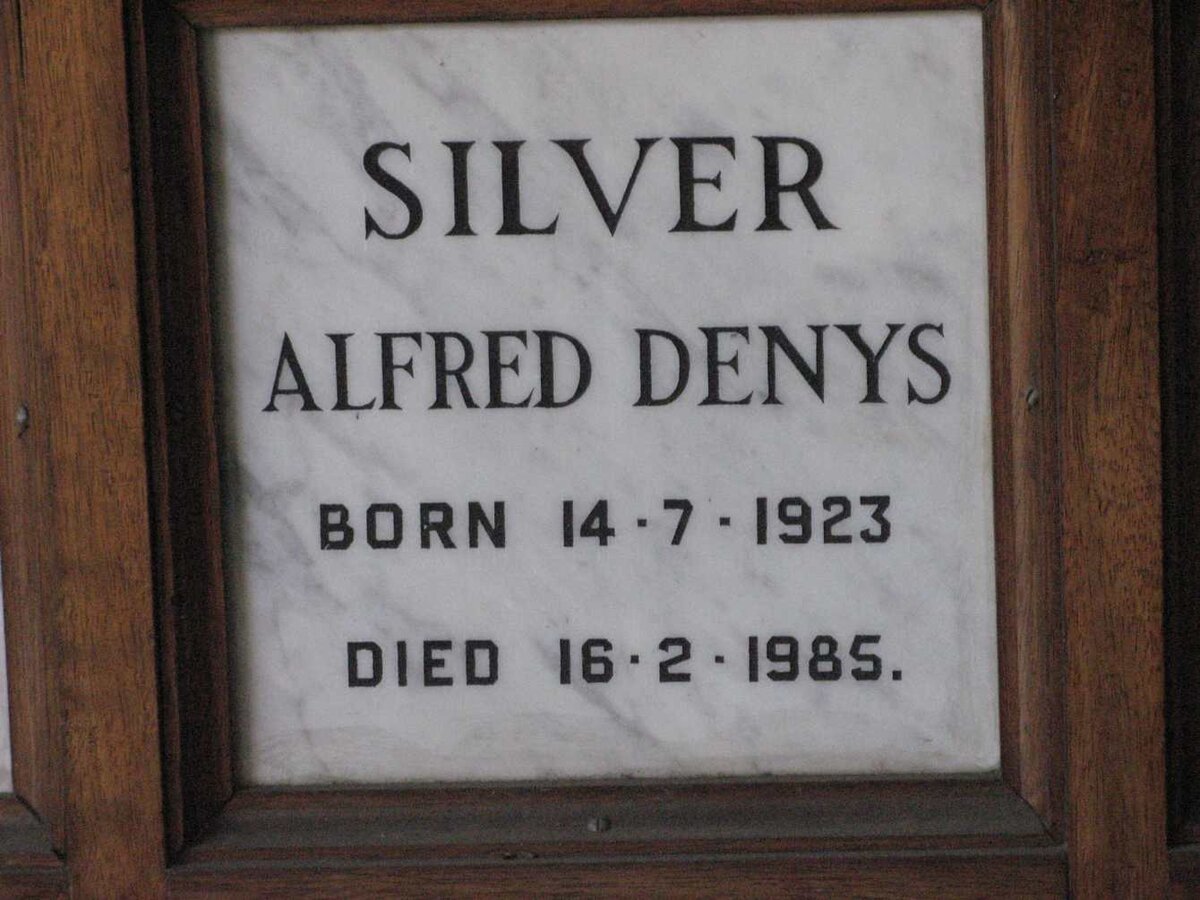 SILVER
ALFRED DENYS
BORN 14·7·1923
DIED 16·2·1985.